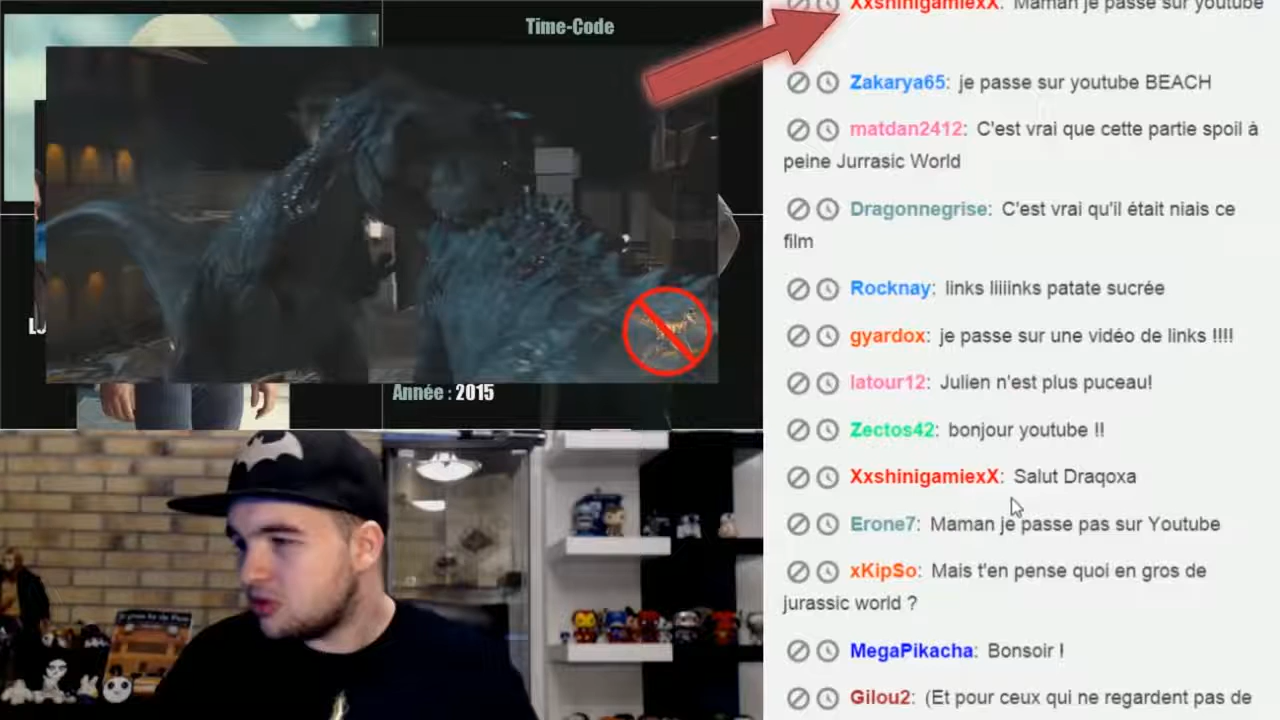 Time-Code
Année : 2015
XxshinigamiexX: Maman je passe sur youtube
Zakarya65: je passe sur youtube BEACH
matdan2412: C'est vrai que cette partie spoil à
peine Jurrasic World
Dragonnegrise: C'est vrai qu'il était niais ce
film
Rocknay: links liiiinks patate sucrée
gyardox: je passe sur une vidéo de links !!!!
latour12: Julien n'est plus puceau!
Zectos42: bonjour youtube !!
XxshinigamiexX: Salut Draqoxa
Erone7: Maman je passe pas sur Youtube
xKipSo: Mais t'en pense quoi en gros de
jurassic world ?
MegaPikacha: Bonsoir !
Gilou2: (Et pour ceux qui ne regardent pas de